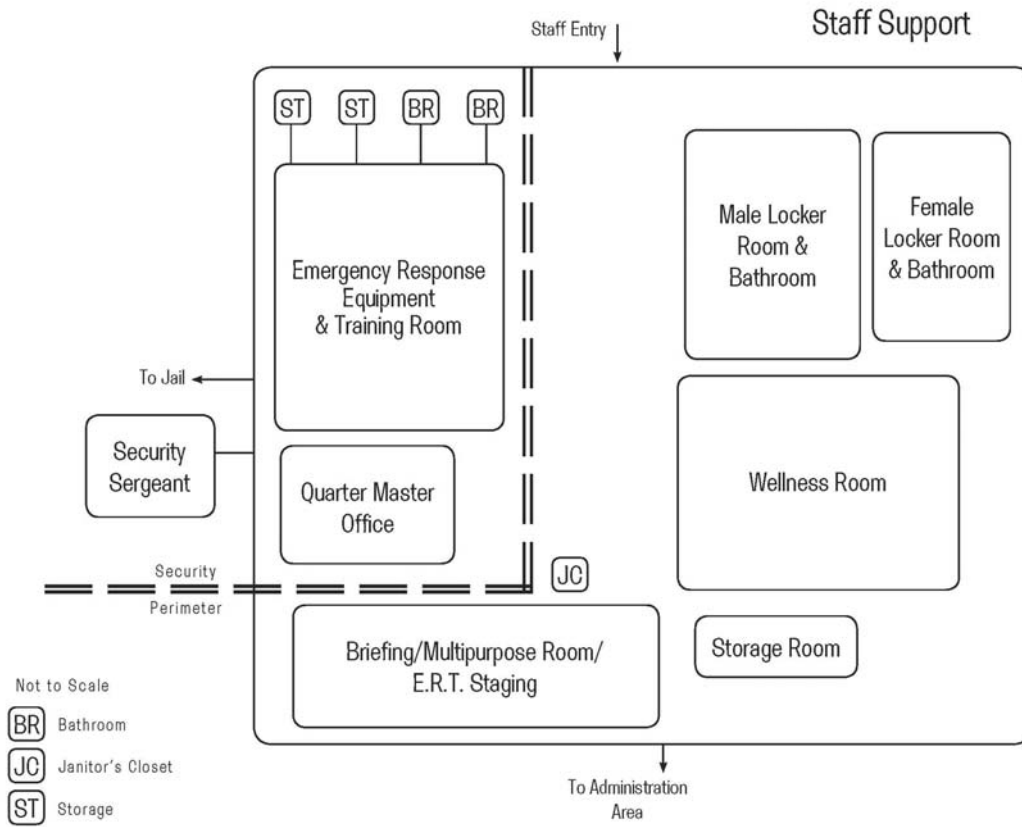 Staff Support
Staff Entry
ST
ST
BR
BR
Male Locker
Room &
Bathroom
Female
Locker Room
& Bathroom
Emergency Response
Equipment
& Training Room
To Jail
Security
Sergeant
Quarter Master
Office
Wellness Room
Security
Perimeter
JC
Briefing/Multipurpose Room/
E.R.T. Staging
Storage Room
Not to Scale
BR Bathroom
JC Janitor's Closet
ST Storage
To Administration
Area